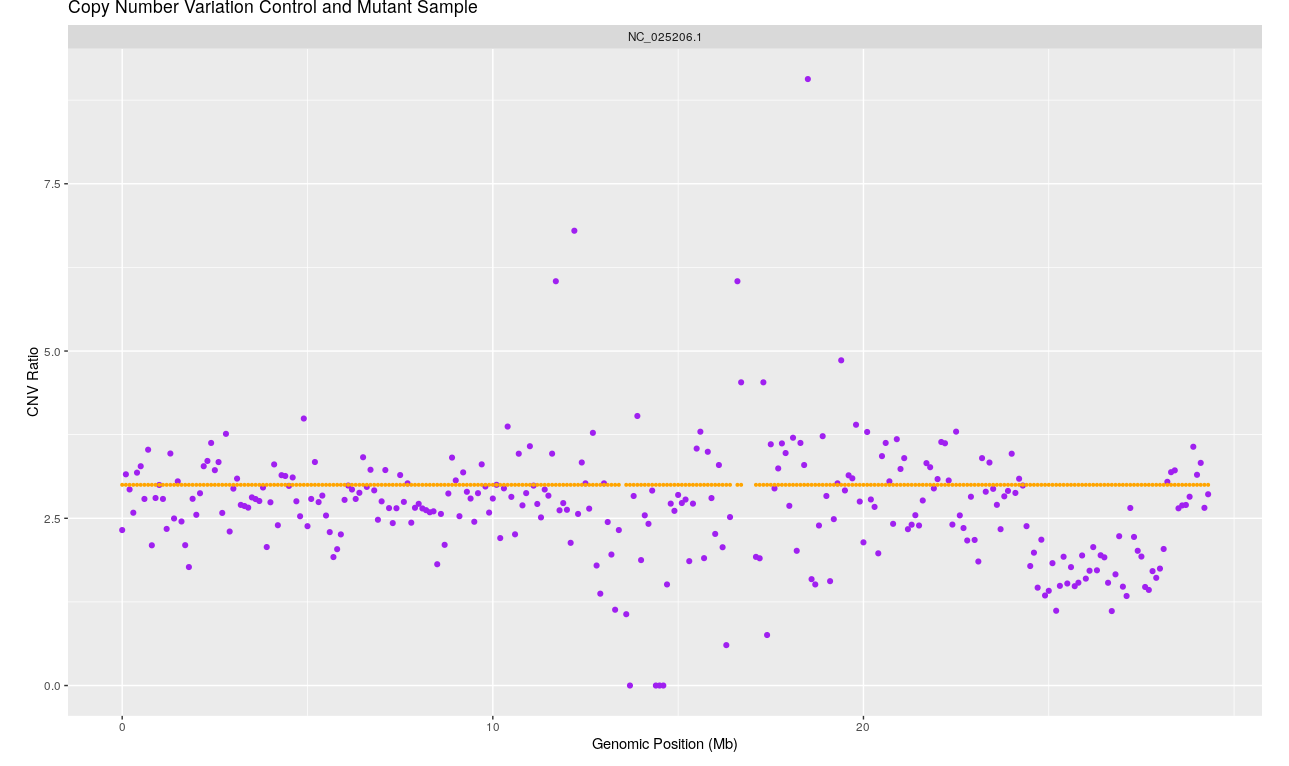 Copy Number Variation Control and Mutant Sample
NC_025206.1
7.5
5.0
2.5
0.0
CNV Ratio
0
10
20
Genomic Position (Mb)